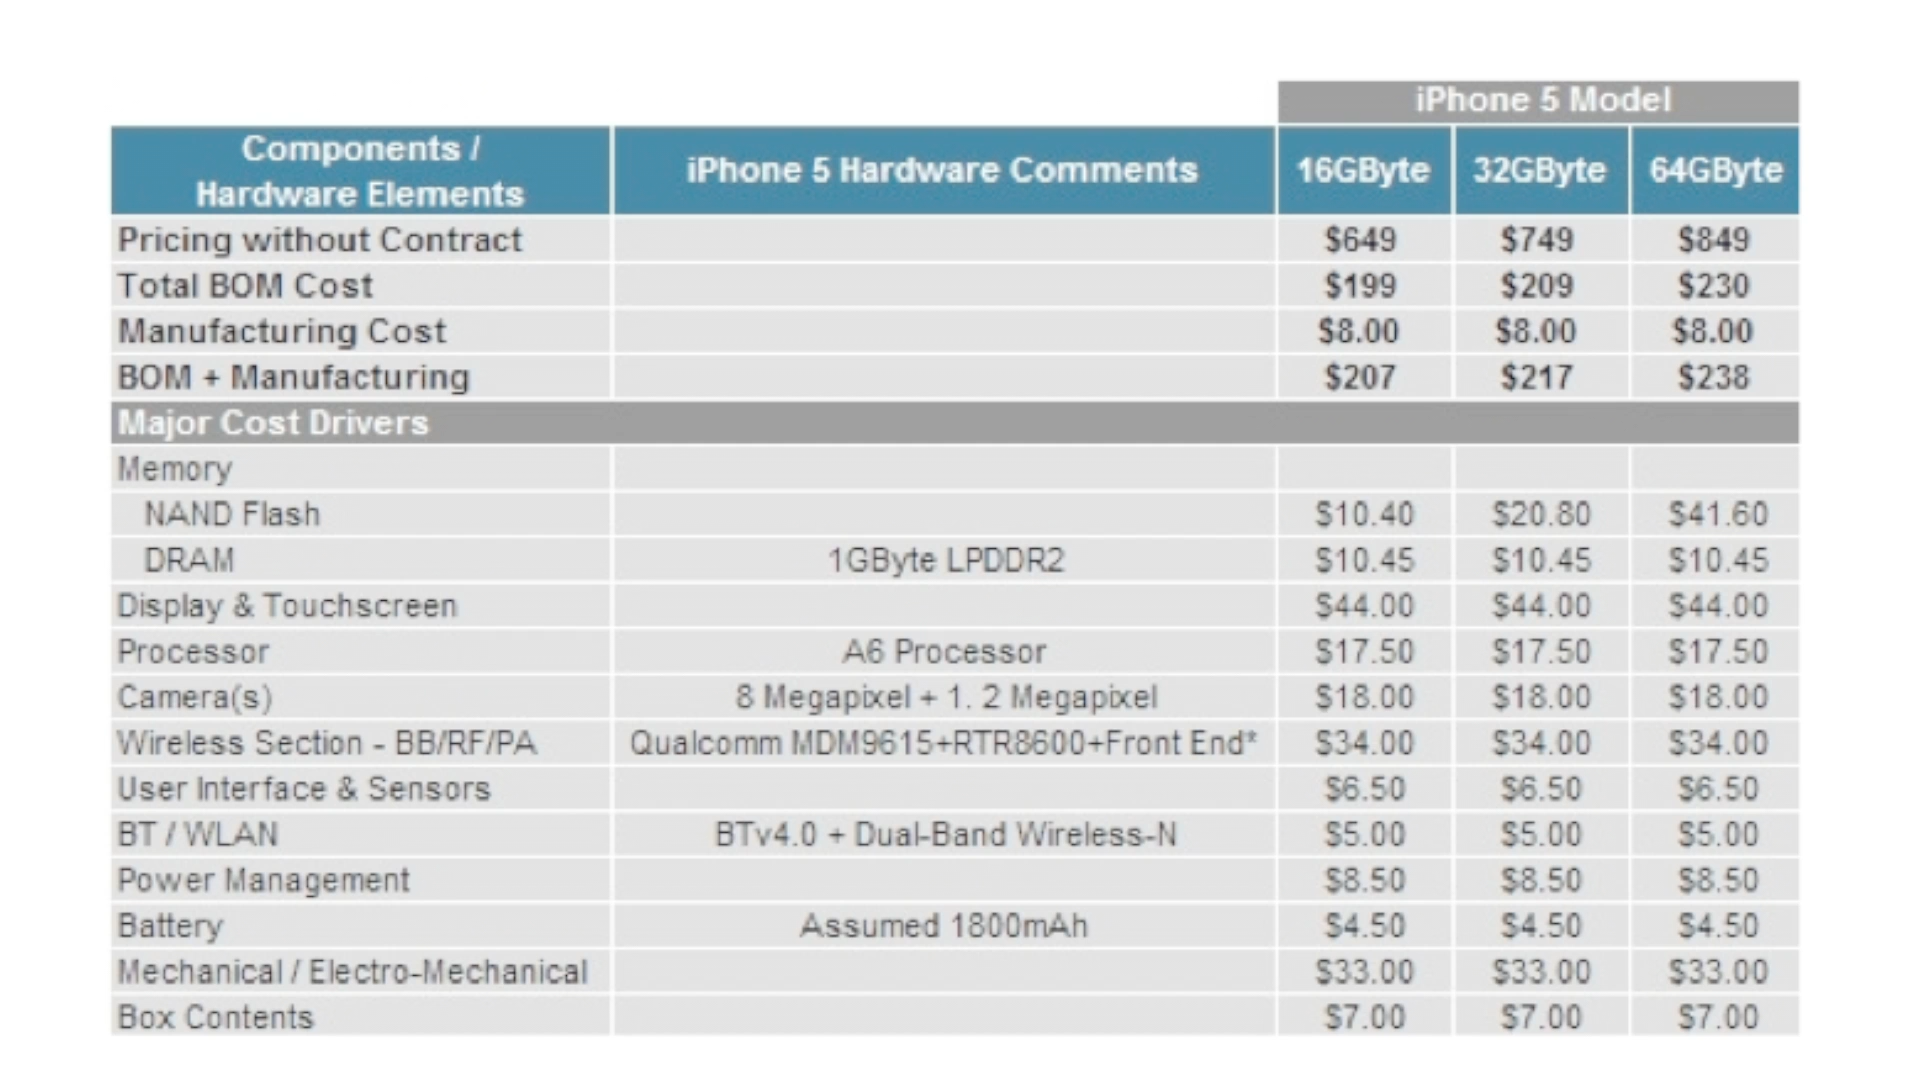 iPhone 5 Model
Components /
Hardware Elements
iPhone 5 Hardware Comments
16GByte 32GByte 64GByte
Pricing without Contract $649 $749 $849
Total BOM Cost $199 $209 $230
Manufacturing Cost $8.00 $8.00 $8.00
BOM + Manufacturing $207 $217 $238
Major Cost Drivers
Memory
NAND Flash $10.40 $20.80 $41.60
DRAM 1GByte LPDDR2 $10.45 $10.45 $10.45
Display & Touchscreen $44.00 $44.00 $44.00
Processor A6 Processor $17.50 $17.50 $17.50
Camera(s) 8 Megapixel + 1. 2 Megapixel $18.00 $18.00 $18.00
Wireless Section - BB/RF/PA Qualcomm MDM9615+RTR8600+Front End* $34.00 $34.00 $34.00
User Interface & Sensors $6.50 $6.50 $6.50
BT / WLAN BTv4.0 + Dual-Band Wireless-N $5.00 $5.00 $5.00
Power Management $8.50 $8.50 $8.50
Battery Assumed 1800mAh $4.50 $4.50 $4.50
Mechanical / Electro-Mechanical $33.00 $33.00 $33.00
Box Contents $7.00 $7.00 $7.00